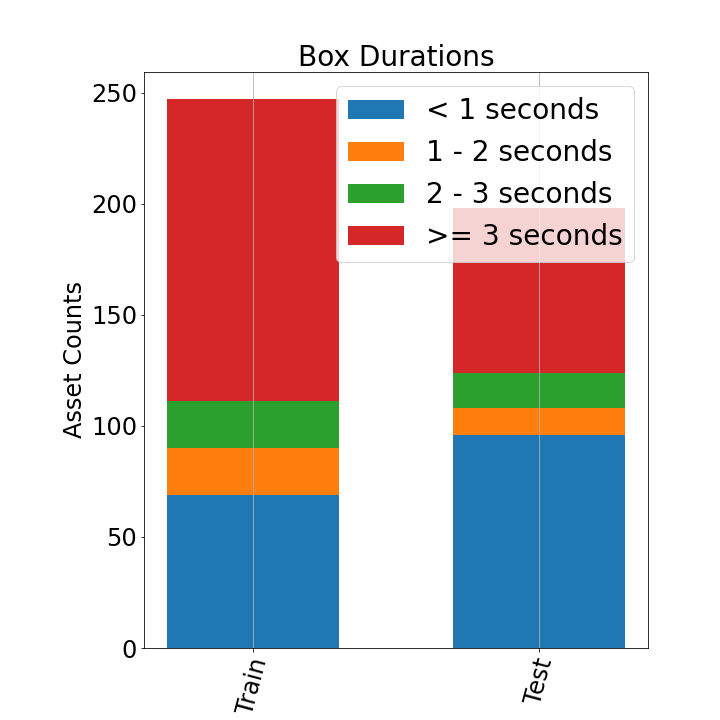 Box Durations
250
200
150
100
50
0
Asset Counts
< 1 seconds
1 - 2 seconds
2 - 3 seconds
>= 3 seconds
Train
Test